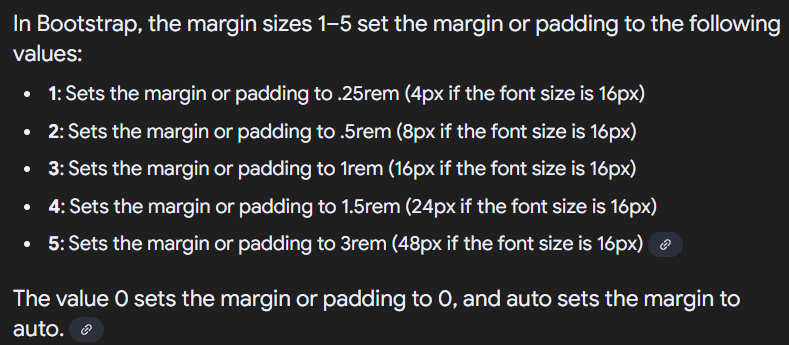 In Bootstrap, the margin sizes 1–5 set the margin or padding to the following
values:
• 1: Sets the margin or padding to .25rem (4px if the font size is 16px)
• 2: Sets the margin or padding to .5rem (8px if the font size is 16px)
• 3: Sets the margin or padding to 1rem (16px if the font size is 16px)
• 4: Sets the margin or padding to 1.5rem (24px if the font size is 16px)
• 5: Sets the margin or padding to 3rem (48px if the font size is 16px)
The value 0 sets the margin or padding to 0, and auto sets the margin to
auto.